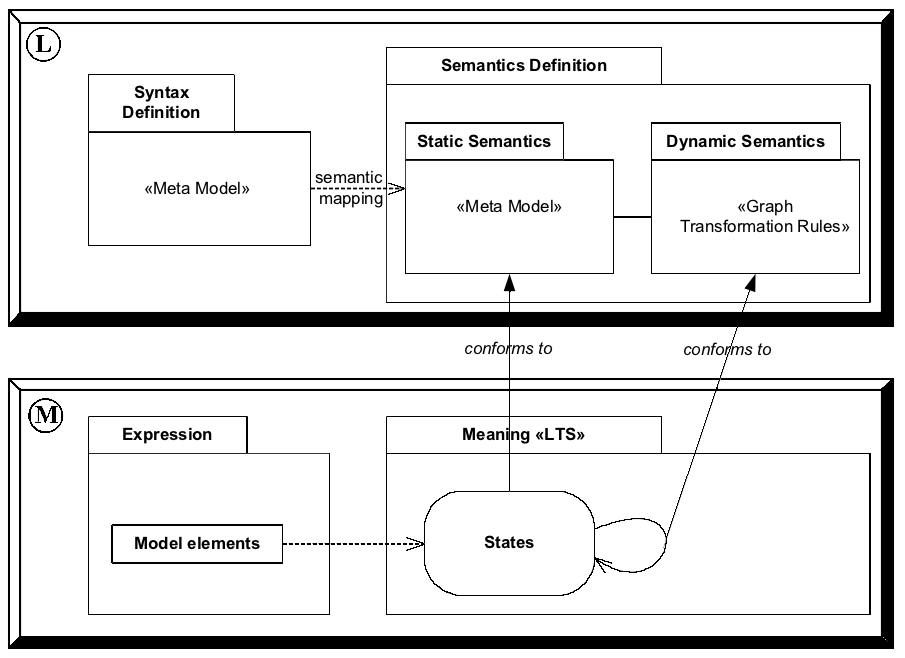 L
Syntax
Definition
«Meta Model»
semantic
mapping
Semantics Definition
Static Semantics
«Meta Model»
Dynamic Semantics
«Graph
Transformation Rules»
conforms to
conforms to
M
Expression
Model elements
Meaning «LTS»
States